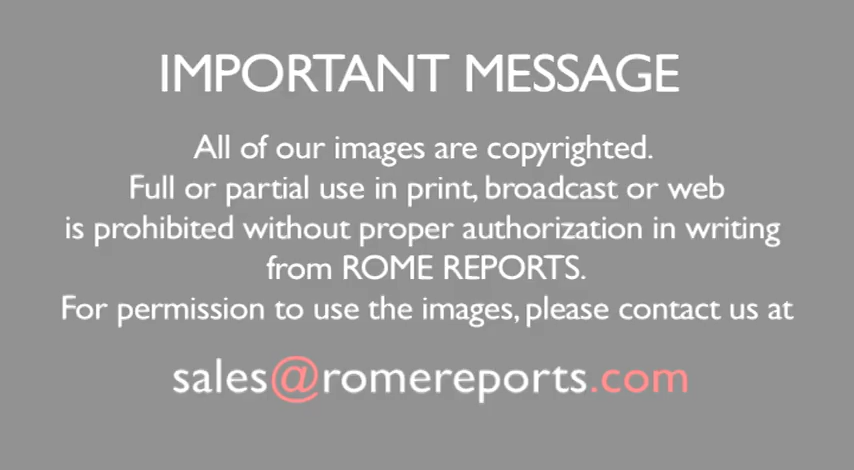 IMPORTANT MESSAGE
All of our images are copyrighted.
Full or partial use in print, broadcast or web
is prohibited without proper authorization in writing
from ROME REPORTS.
For permission to use the images, please contact us at
sales@romereports.com